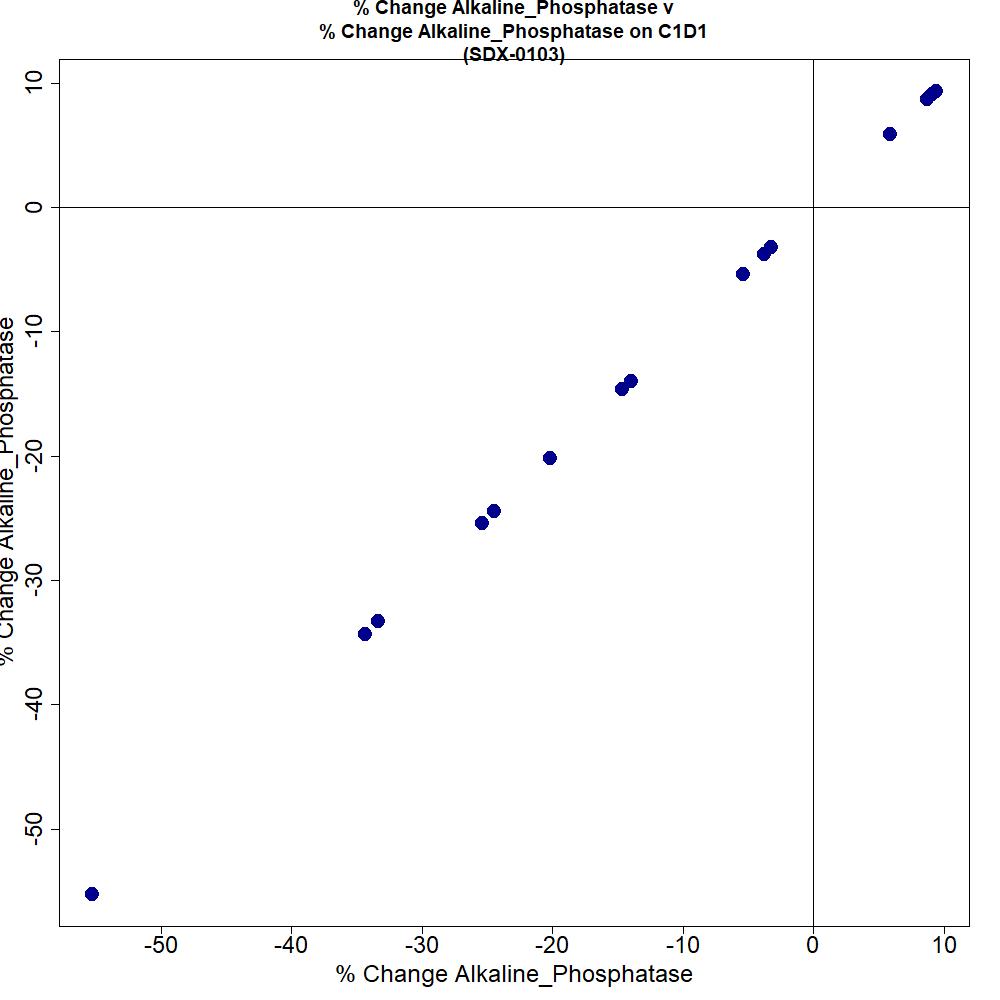 % Change Alkaline_Phosphatase v
% Change Alkaline_Phosphatase on C1D1
(SDX-0103)
% Change Alkaline_Phosphatase
10
0
-10
-20
-30
-40
-50
-50
-40
-30
-20
-10
0
10
% Change Alkaline_Phosphatase